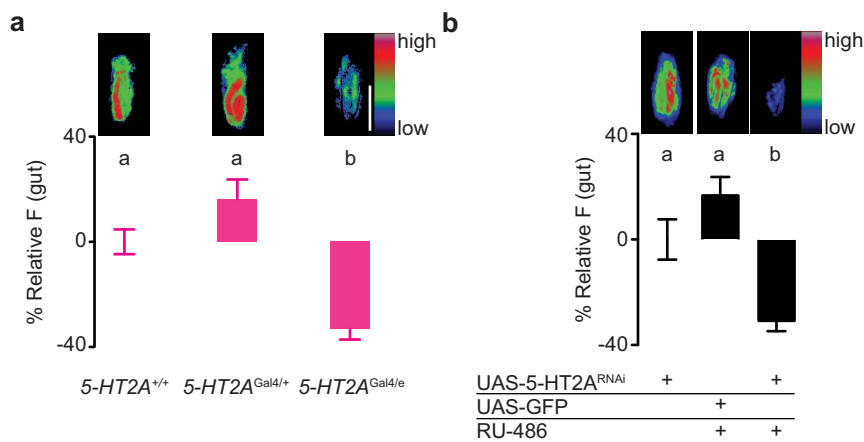 a
high
low
40
a
a
b
% Relative F (gut)
0
-40
5-HT2A+/+
5-HT2AGal4/+
5-HT2AGal4/e
b
high
low
40
a
a
b
% Relative F (gut)
0
-40
UAS-5-HT2ARNAi + +
UAS-GFP +
RU-486 + +